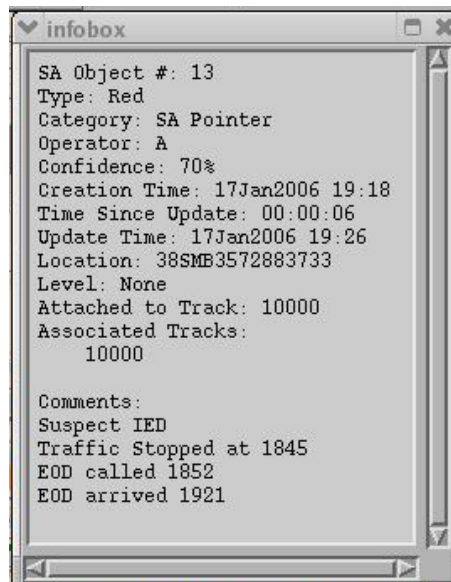 infobox
SA Object #: 13
Type: Red
Category: SA Pointer
Operator: A
Confidence: 70%
Creation Time: 17Jan2006 19:18
Time Since Update: 00:00:06
Update Time: 17Jan2006 19:26
Location: 38SMB3572883733
Level: None
Attached to Track: 10000
Associated Tracks:
10000
Comments:
Suspect IED
Traffic Stopped at 1845
EOD called 1852
EOD arrived 1921